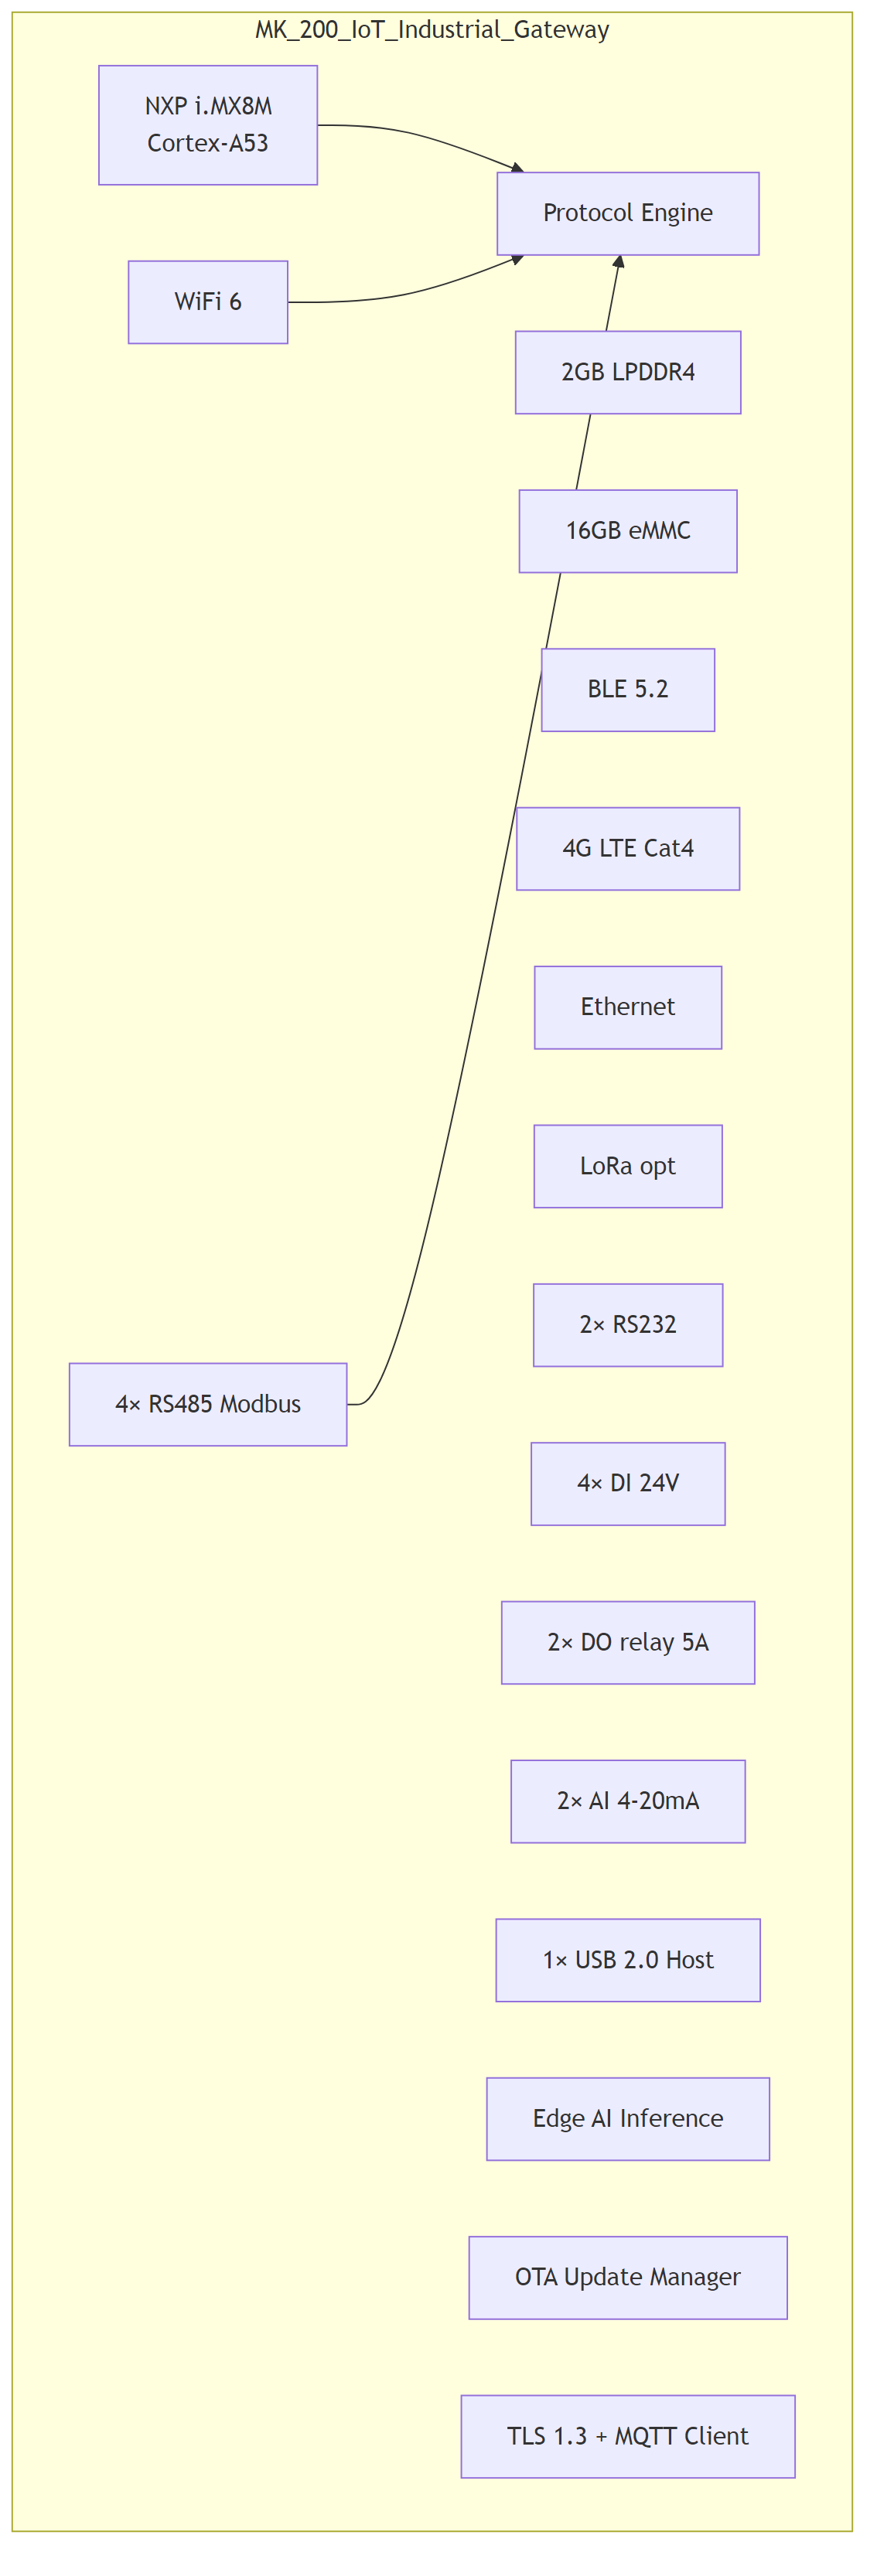 MK_200_IoT_Industrial_Gateway
NXP i.MX8M
Cortex-A53
Protocol Engine
WiFi 6
2GB LPDDR4
16GB eMMC
BLE 5.2
4G LTE Cat4
Ethernet
LoRa opt
2× RS232
4× RS485 Modbus
4× DI 24V
2× DO relay 5A
2× AI 4-20mA
1× USB 2.0 Host
Edge AI Inference
OTA Update Manager
TLS 1.3 + MQTT Client